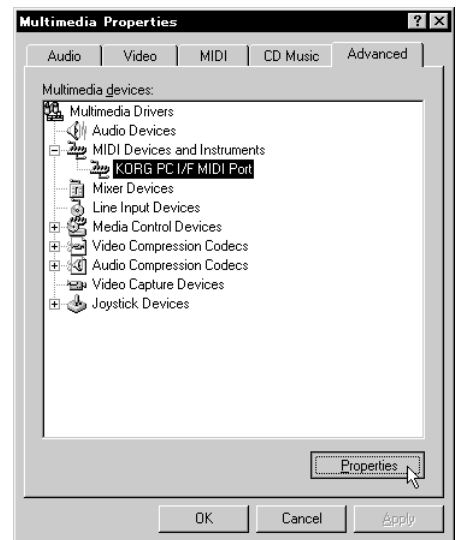 Multimedia Properties
Audio Video MIDI CD Music Advanced
Multimedia devices:
Multimedia Drivers
Audio Devices
MIDI Devices and Instruments
KORG PC I/F MIDI Port
Mixer Devices
Line Input Devices
Media Control Devices
Video Compression Codecs
Audio Compression Codecs
Video Capture Devices
Joystick Devices
Properties
OK Cancel Apply